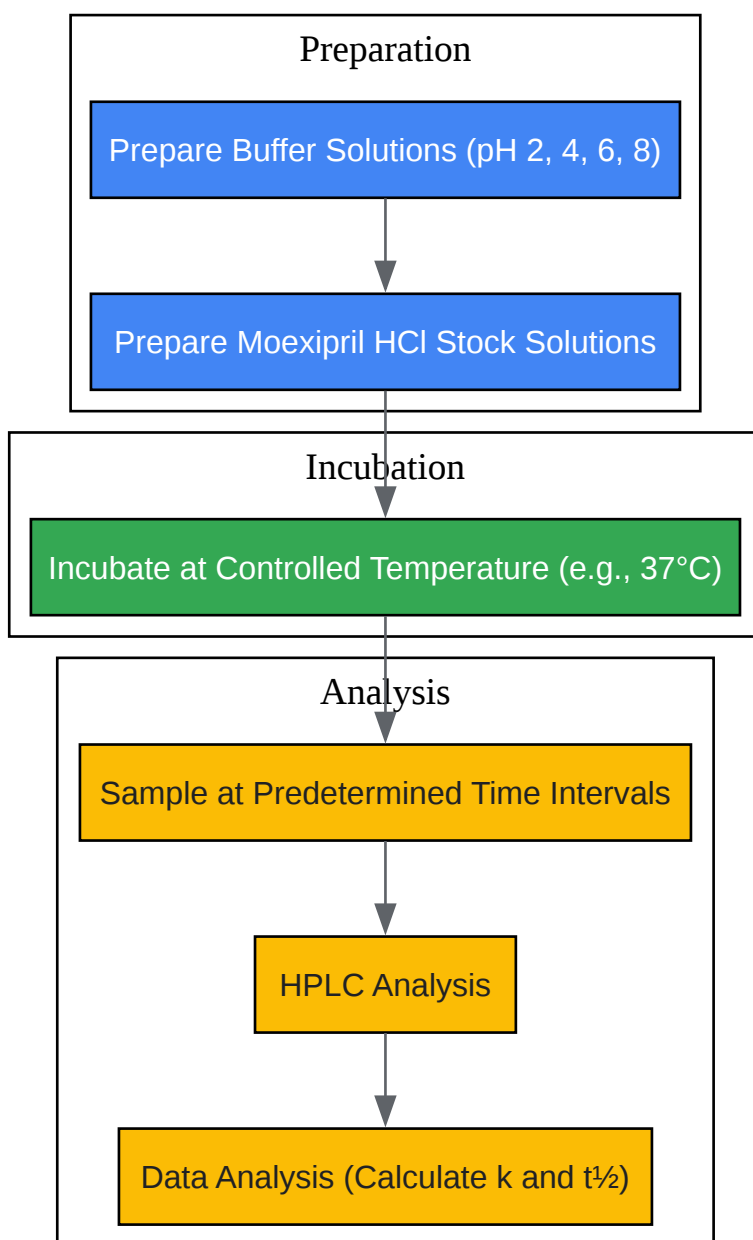 Preparation
Prepare Buffer Solutions (pH 2, 4, 6, 8)
Prepare Moexipril HCl Stock Solutions
Incubation
Incubate at Controlled Temperature (e.g., 37°C)
Analysis
Sample at Predetermined Time Intervals
HPLC Analysis
Data Analysis (Calculate k and t½)